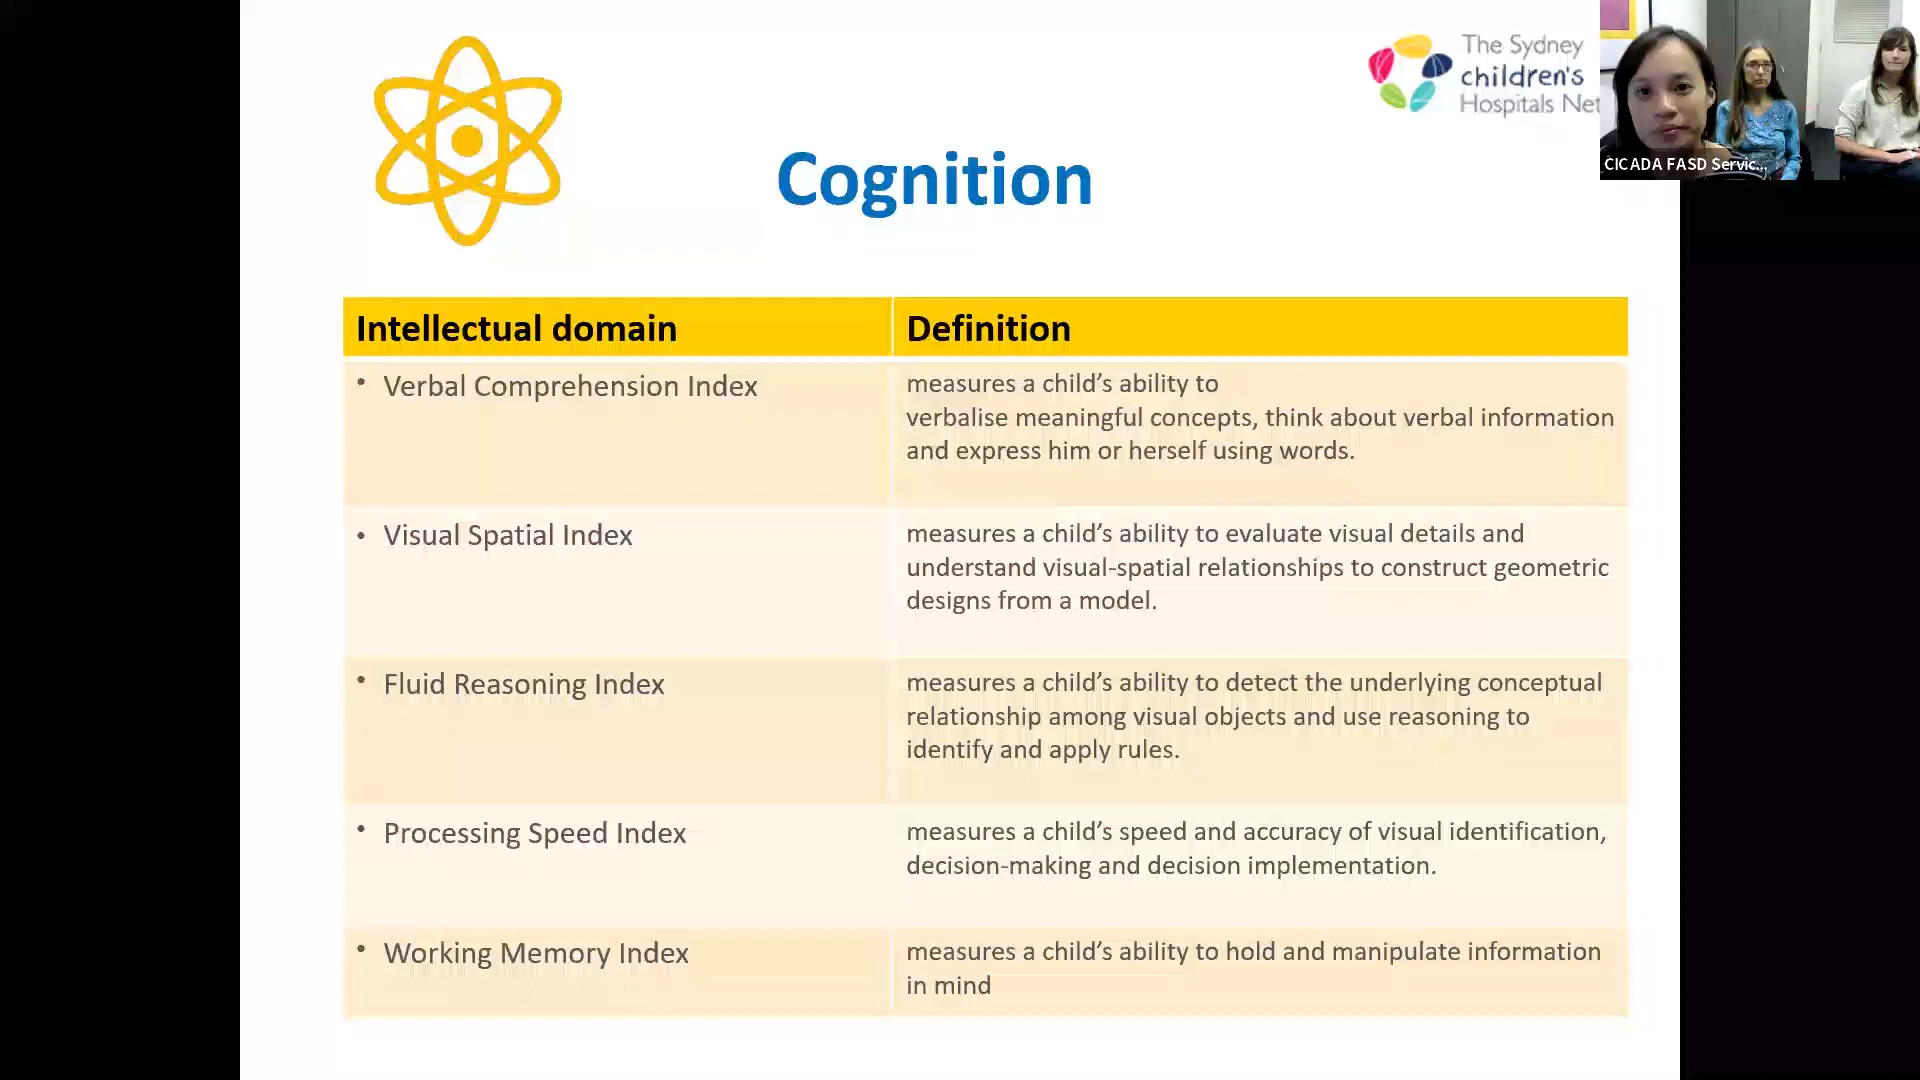 The Sydney
children's
Hospitals Net
CICADA FASD Servic...
Cognition
Intellectual domain
Definition
• Verbal Comprehension Index
measures a child’s ability to
verbalise meaningful concepts, think about verbal information
and express him or herself using words.
• Visual Spatial Index
measures a child’s ability to evaluate visual details and
understand visual-spatial relationships to construct geometric
designs from a model.
• Fluid Reasoning Index
measures a child’s ability to detect the underlying conceptual
relationship among visual objects and use reasoning to
identify and apply rules.
• Processing Speed Index
measures a child’s speed and accuracy of visual identification,
decision-making and decision implementation.
• Working Memory Index
measures a child’s ability to hold and manipulate information
in mind